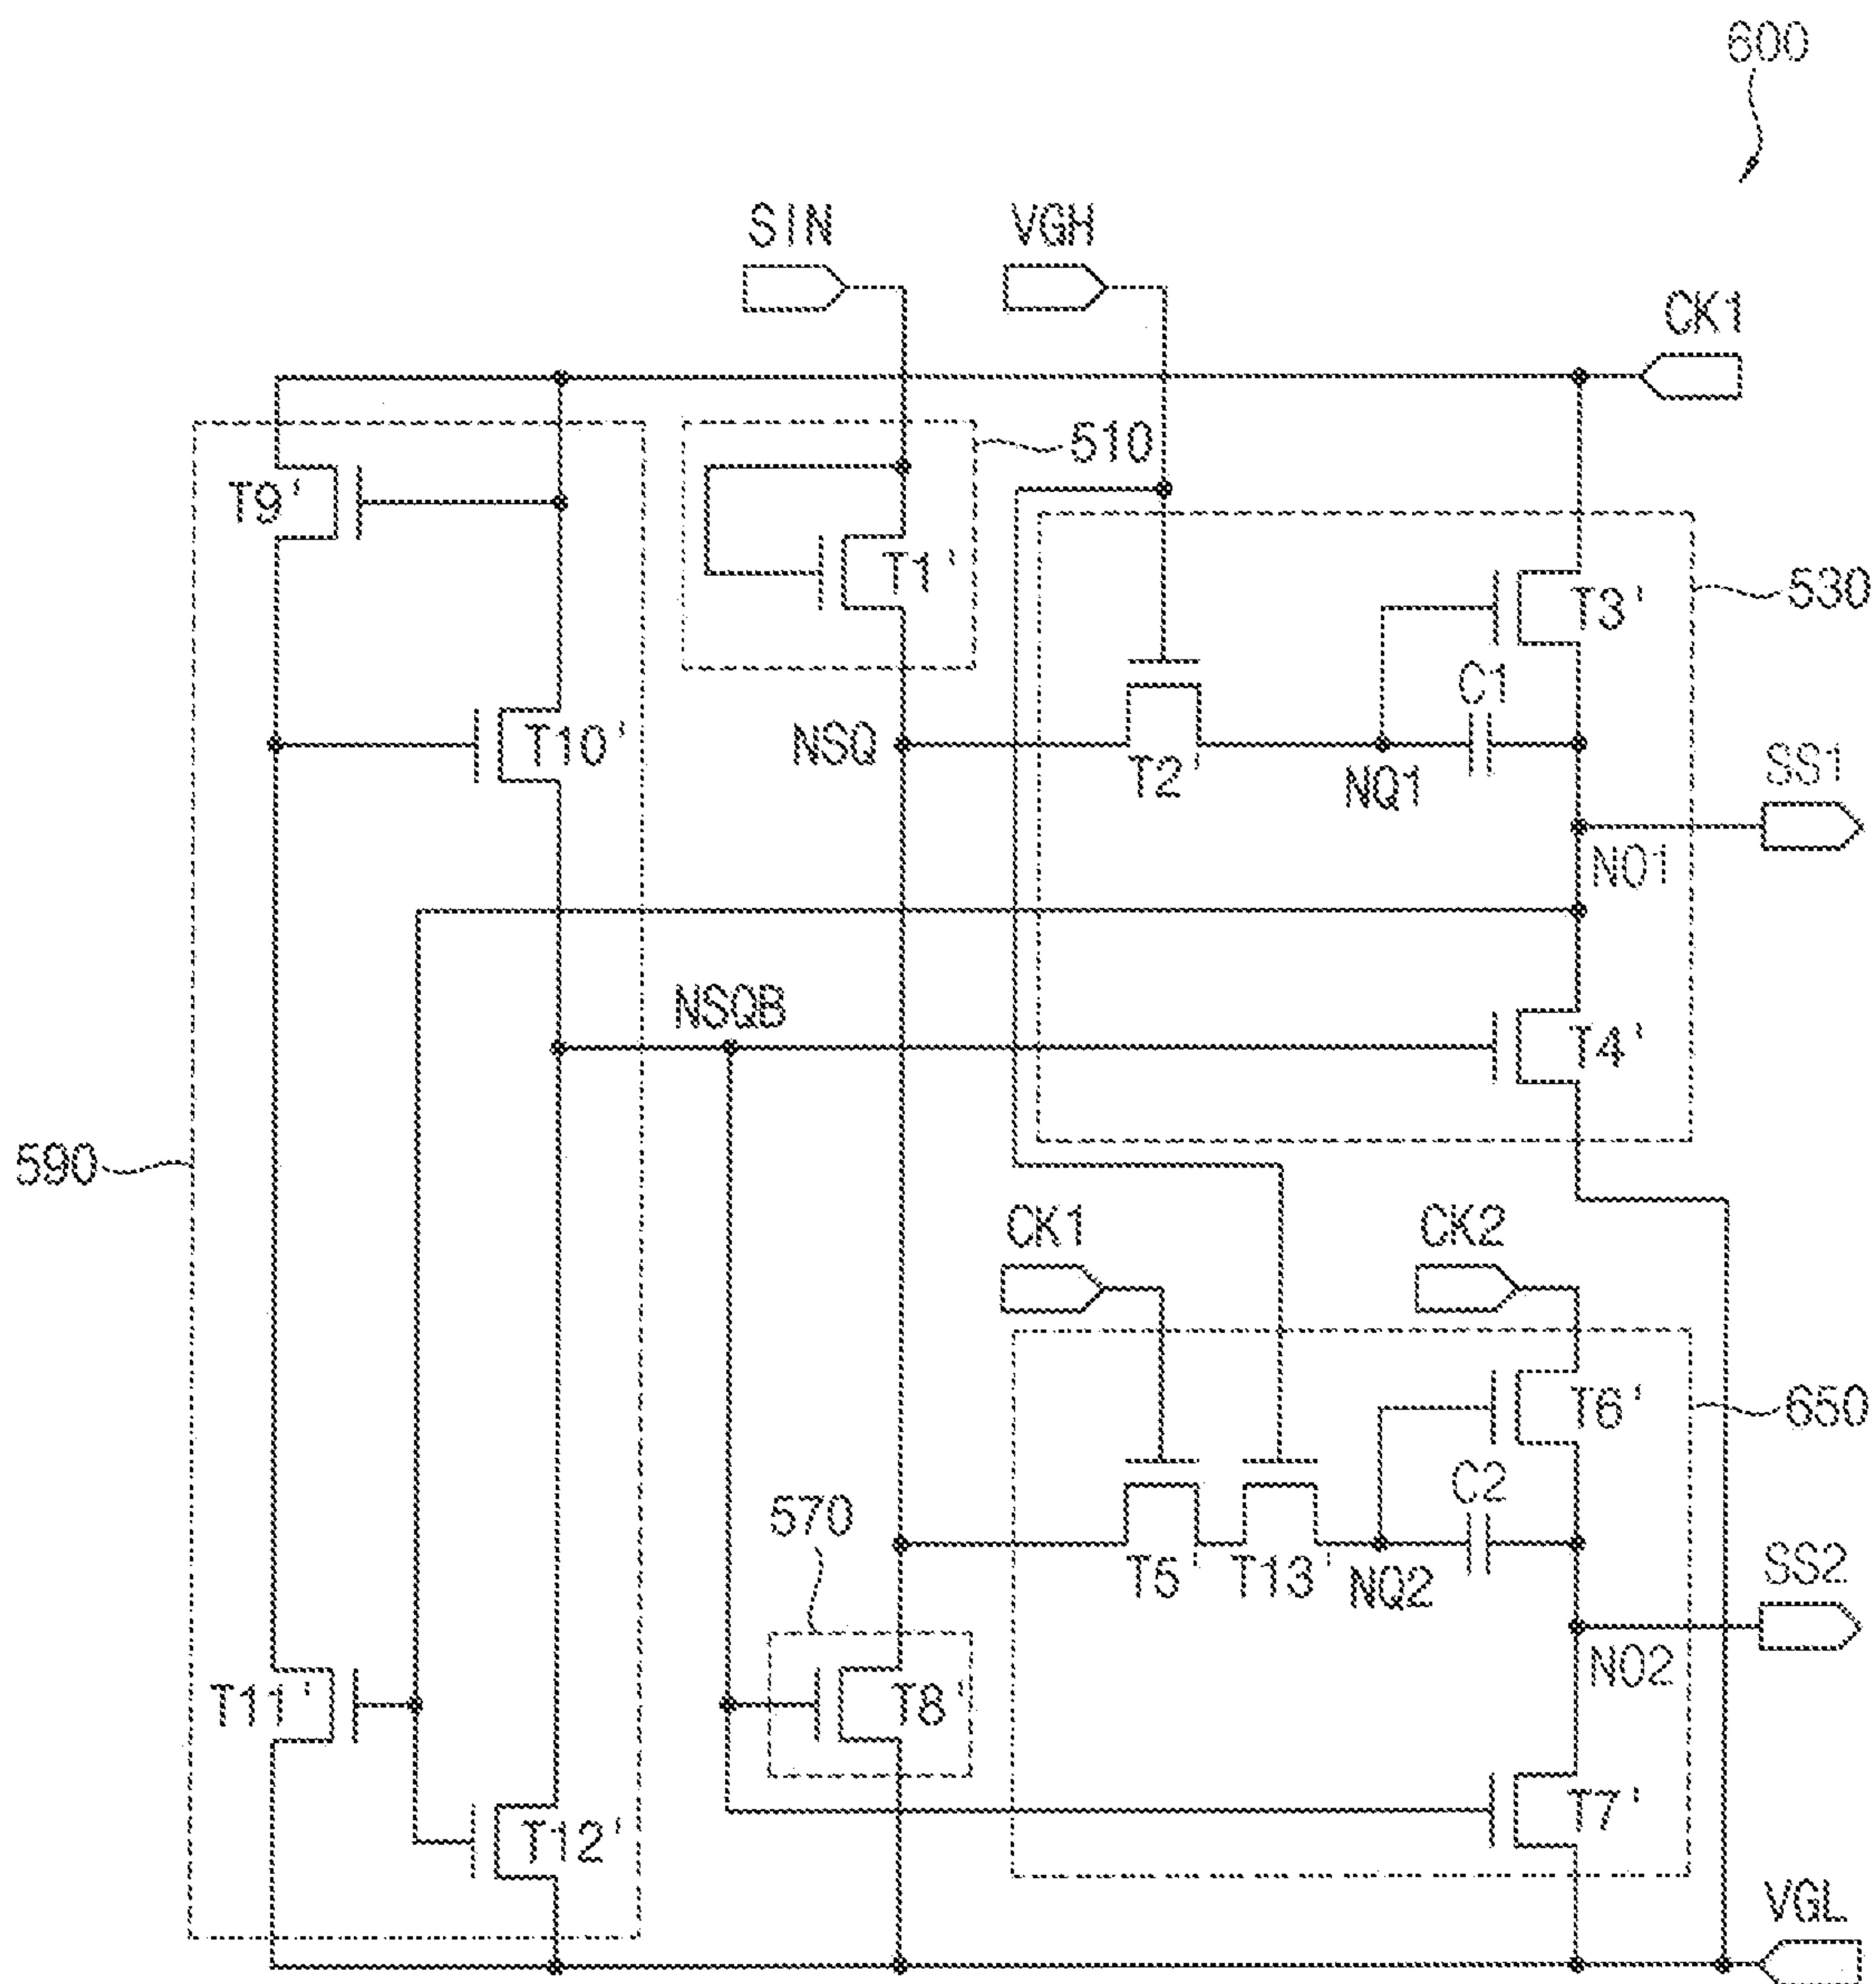 600
SIN
VGH
CK1
510
T9'
T1'
T3'
530
C1
T10'
NSQ
T2'
NQ1
SS1
NO1
NSQB
T4'
590
CK1
CK2
T6'
650
C2
570
T5'
T13'
NQ2
SS2
NO2
T11'
T8'
T7'
T12'
VGL